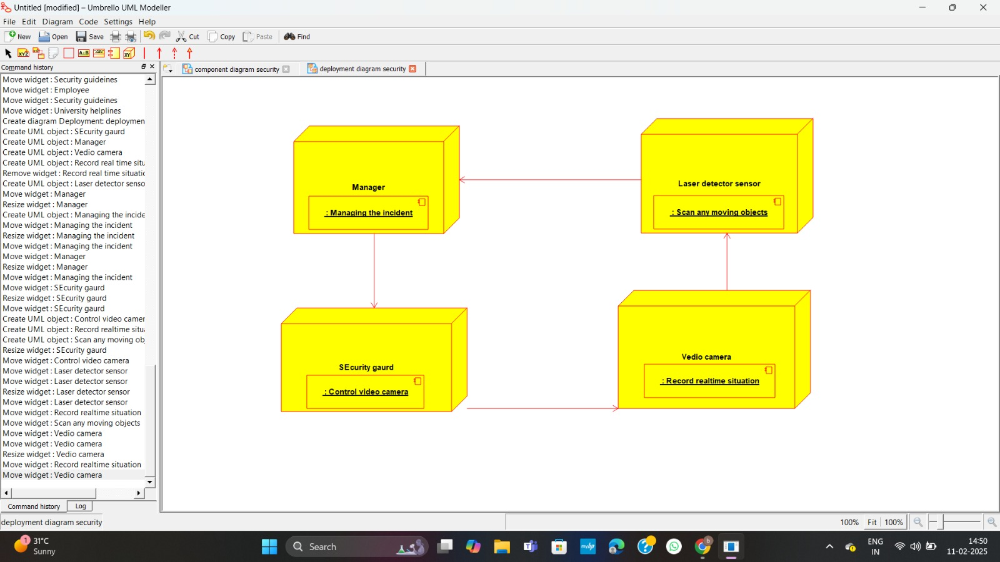 Untitled [modified] – Umbrello UML Modeller
File Edit Diagram Code Settings Help
New Open Save Cut Copy Paste Find
XYZ A:B XY
Command history
component diagram security
deployment diagram security
Move widget : Security guideines
Move widget : Employee
Move widget : Security guideines
Move widget : University helplines
Create diagram Deployment: deploymen
Create UML object : SEcurity gaurd
Create UML object : Manager
Create UML object : Vedio camera
Create UML object : Record real time situ
Remove widget : Record real time situatic
Create UML object : Laser detector senso
Move widget : Manager
Resize widget : Manager
Create UML object : Managing the incide
Move widget : Managing the incident
Resize widget : Managing the incident
Move widget : Managing the incident
Move widget : Manager
Resize widget : Manager
Move widget : Managing the incident
Move widget : SEcurity gaurd
Resize widget : SEcurity gaurd
Move widget : SEcurity gaurd
Create UML object : Control video camer
Create UML object : Record realtime situ
Create UML object : Scan any moving ob
Resize widget : SEcurity gaurd
Move widget : Control video camera
Move widget : Laser detector sensor
Move widget : Laser detector sensor
Resize widget : Laser detector sensor
Move widget : Laser detector sensor
Move widget : Record realtime situation
Move widget : Scan any moving objects
Move widget : Vedio camera
Move widget : Vedio camera
Resize widget : Vedio camera
Move widget : Record realtime situation
Move widget : Vedio camera
Command history Log
Manager
: Managing the incident
Laser detector sensor
: Scan any moving objects
SEcurity gaurd
: Control video camera
Vedio camera
: Record realtime situation
deployment diagram security
100% Fit 100%
1
31°C
Sunny
Search
myhp
b
ENG
IN
14:50
11-02-2025